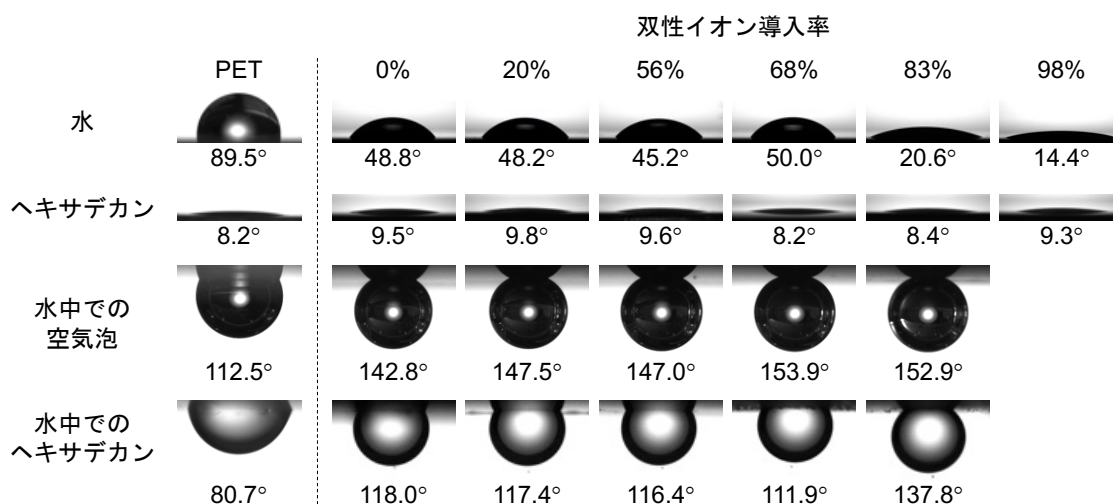 双性イオン導入率
PET 0% 20% 56% 68% 83% 98%
水
89.5° 48.8° 48.2° 45.2° 50.0° 20.6° 14.4°
ヘキサデカン
8.2° 9.5° 9.8° 9.6° 8.2° 8.4° 9.3°
水中での
空気泡
112.5° 142.8° 147.5° 147.0° 153.9° 152.9°
水中での
ヘキサデカン
80.7° 118.0° 117.4° 116.4° 111.9° 137.8°